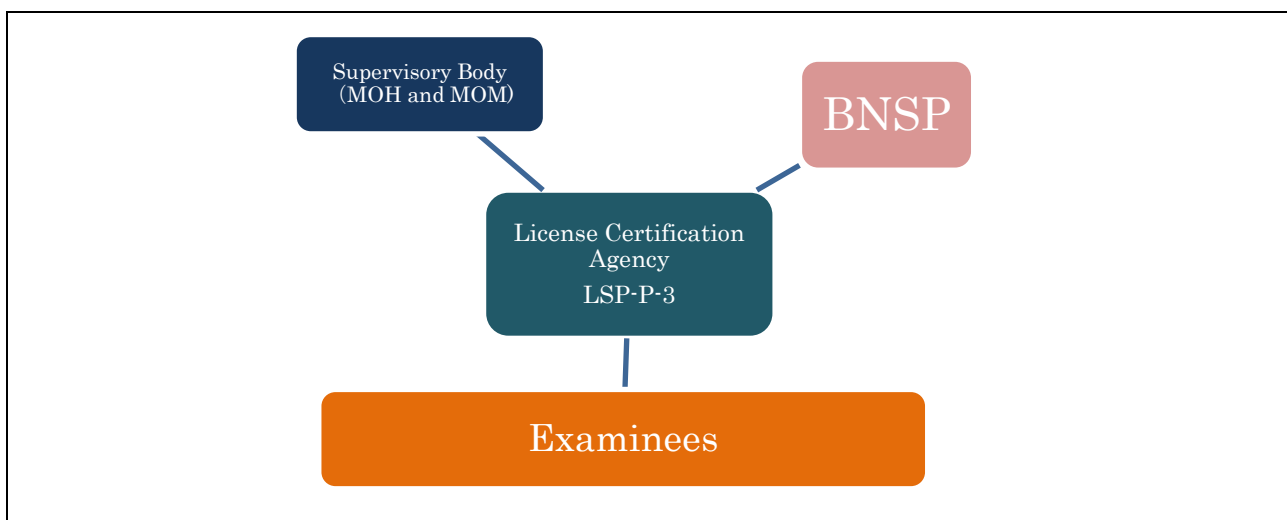 Supervisory Body
(MOH and MOM)
BNSP
License Certification
Agency
LSP-P-3
Examinees